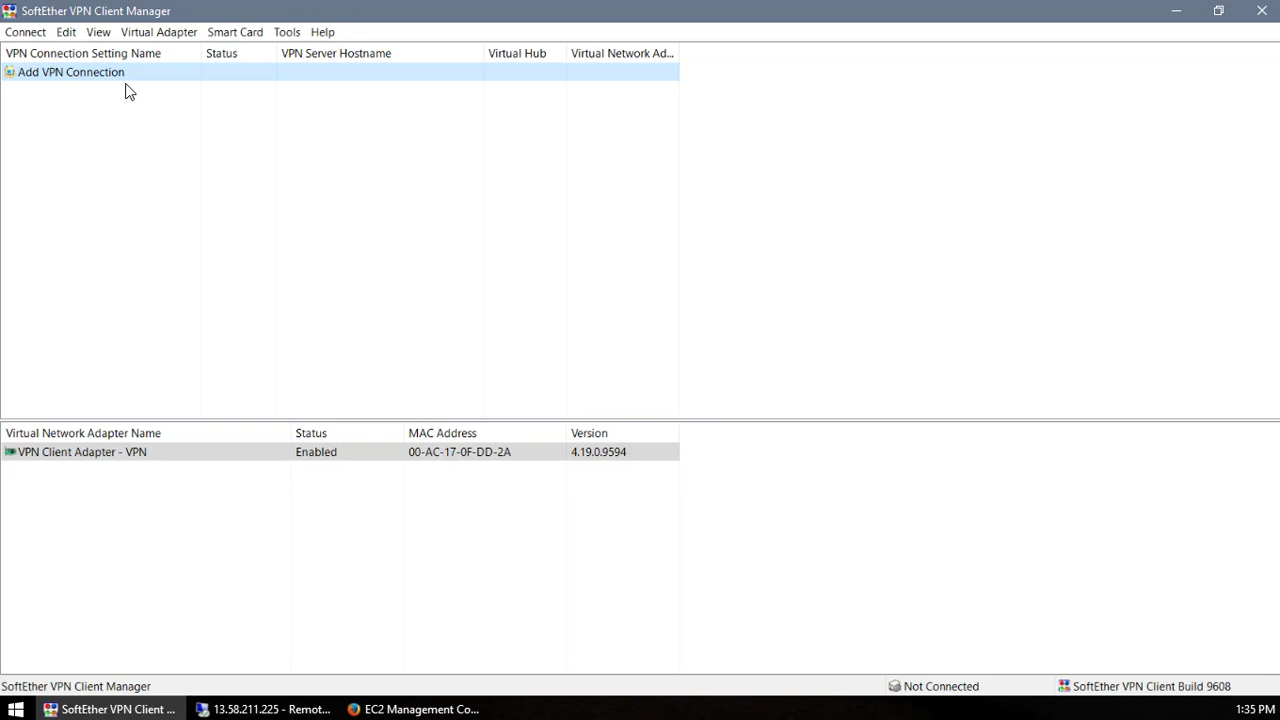 SoftEther VPN Client Manager
Connect Edit View Virtual Adapter Smart Card Tools Help
VPN Connection Setting Name Status VPN Server Hostname Virtual Hub Virtual Network Ad...
Add VPN Connection
Virtual Network Adapter Name Status MAC Address Version
VPN Client Adapter - VPN Enabled 00-AC-17-0F-DD-2A 4.19.0.9594
SoftEther VPN Client Manager Not Connected SoftEther VPN Client Build 9608
SoftEther VPN Client ... 13.58.211.225 - Remot... EC2 Management Co... 1:35 PM